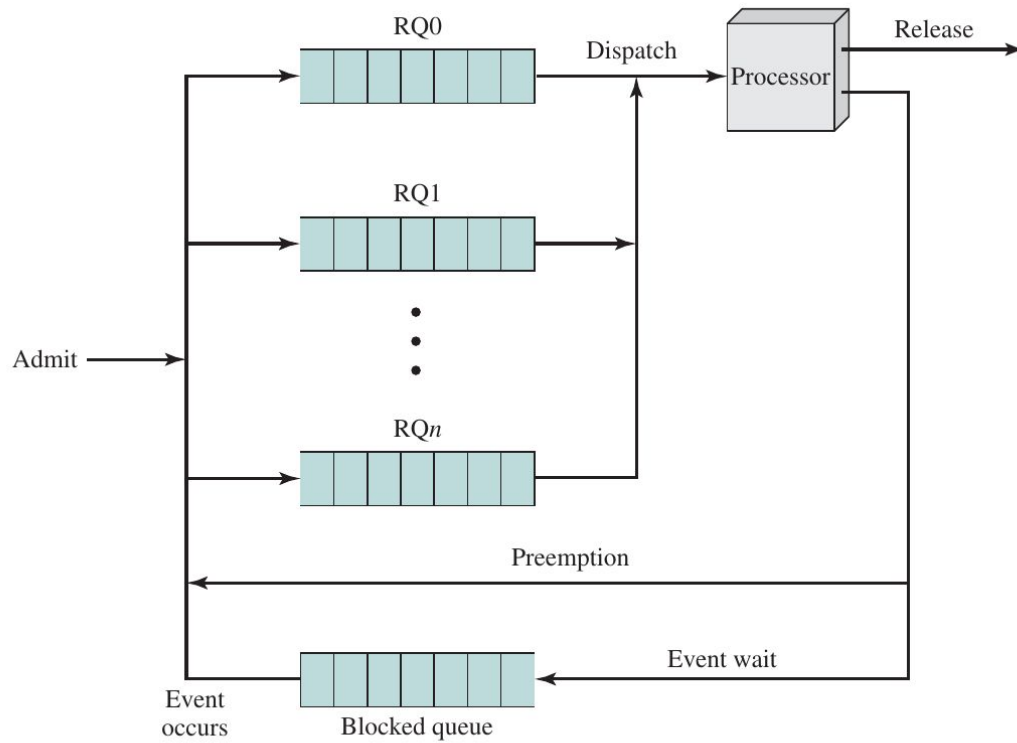 RQ0
Release
Dispatch
Processor
RQ1
Admit
RQn
Preemption
Event wait
Event
occurs
Blocked queue